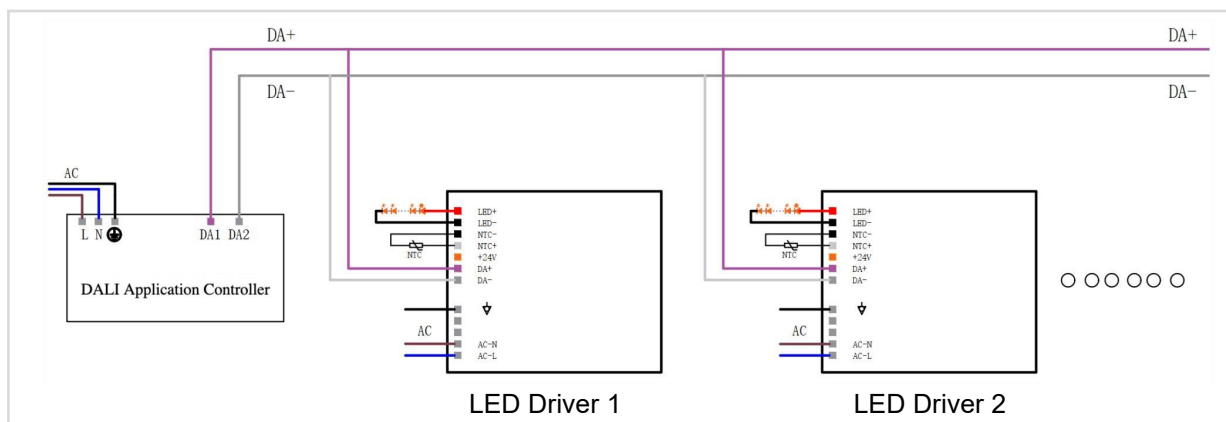 DA+ DA+
DA- DA-
AC
L N DA1 DA2
DALI Application Controller
LED+
LED-
NTC-
NTC+
NTC
+24V
DA+
DA-
AC
AC-N
AC-L
LED Driver 1
LED+
LED-
NTC-
NTC+
NTC
+24V
DA+
DA-
AC
AC-N
AC-L
LED Driver 2